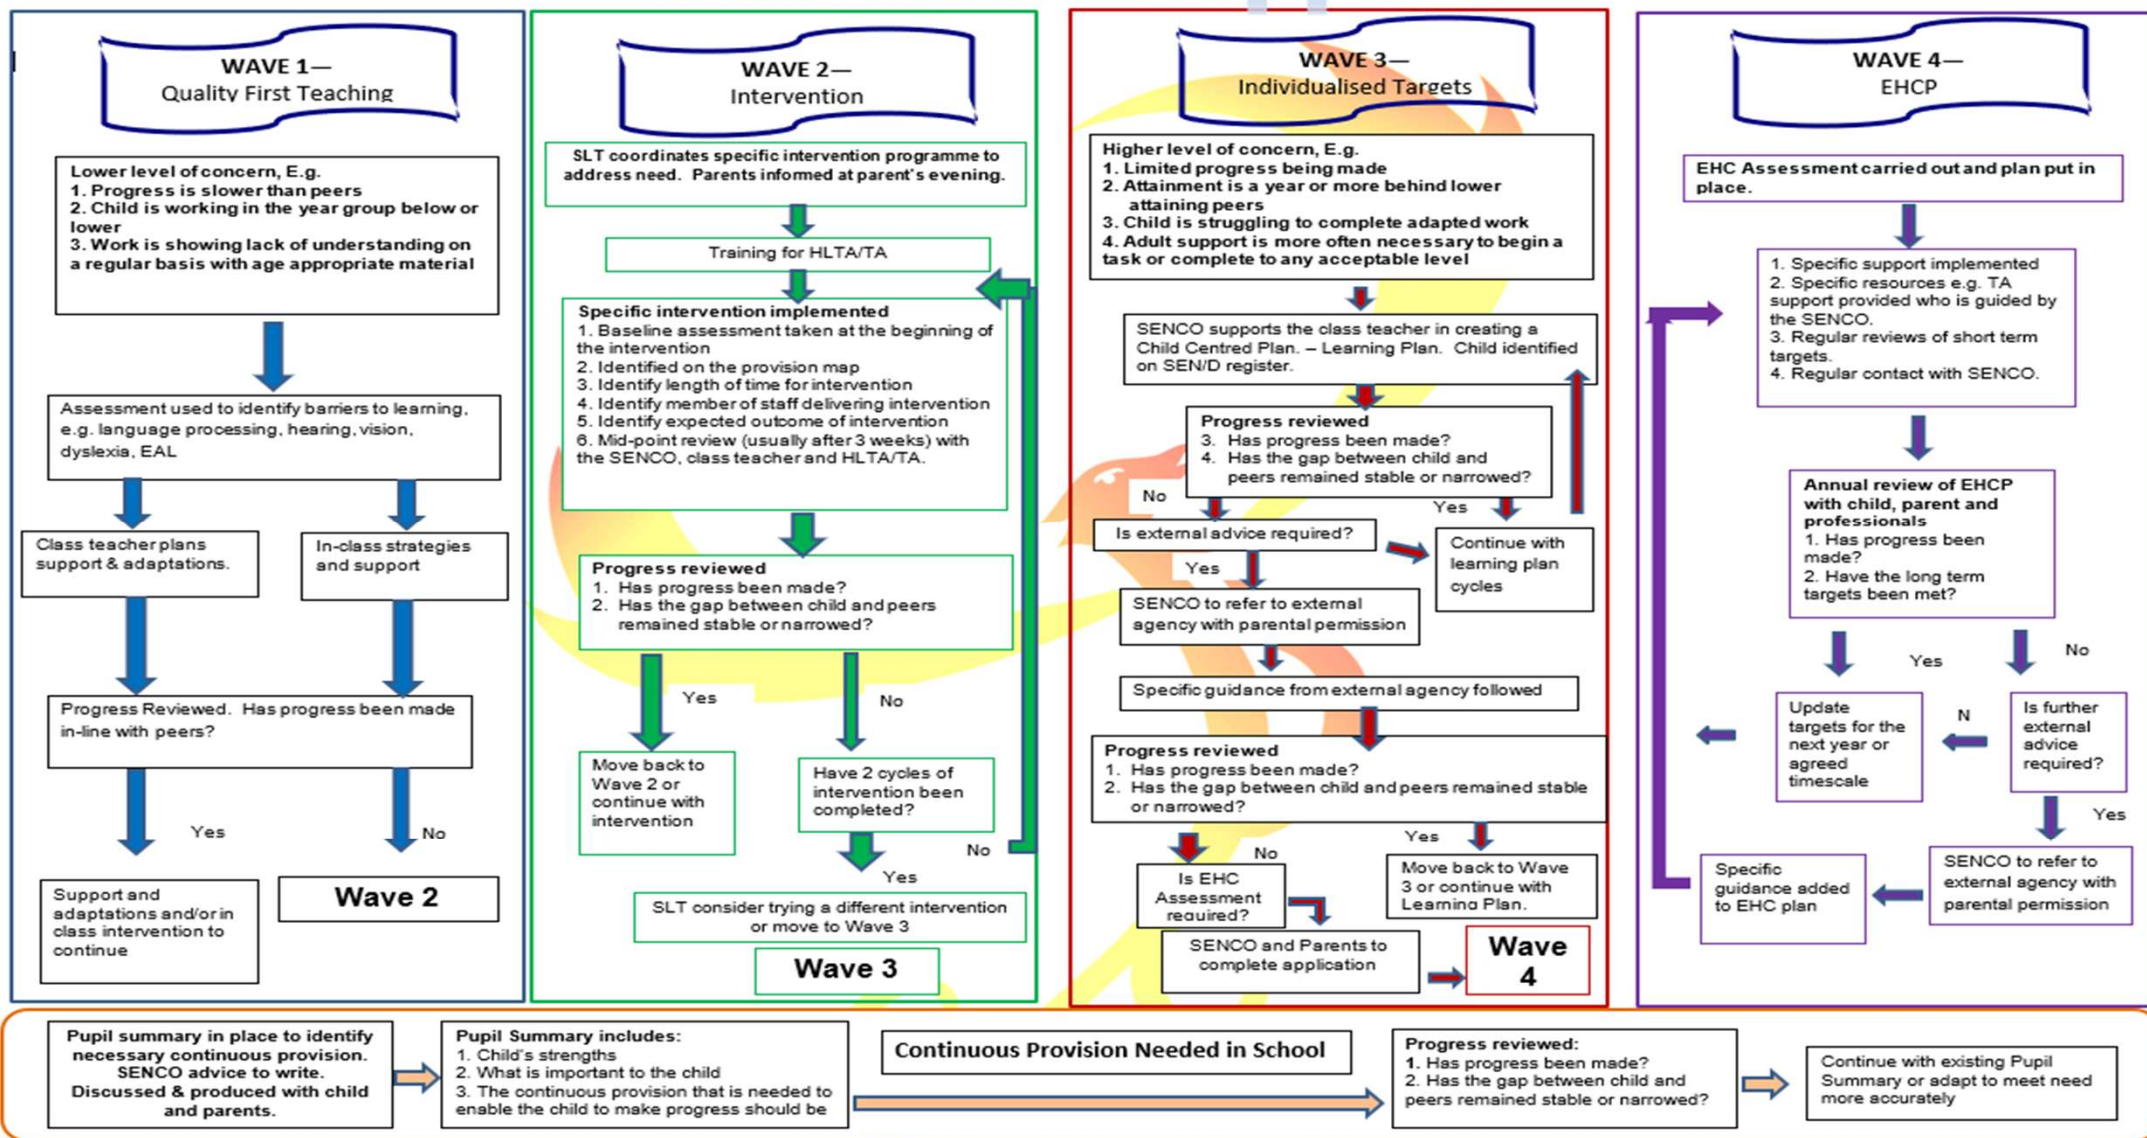 WAVE 1—
Quality First Teaching
Lower level of concern, E.g.
1. Progress is slower than peers
2. Child is working in the year group below or
lower
3. Work is showing lack of understanding on
a regular basis with age appropriate material
Assessment used to identify barriers to learning,
e.g. language processing, hearing, vision,
dyslexia, EAL
Class teacher plans
support & adaptations.
In-class strategies
and support
Progress Reviewed. Has progress been made
in-line with peers?
Yes
No
Support and
adaptations and/or in
class intervention to
continue
Wave 2
WAVE 2—
Intervention
SLT coordinates specific intervention programme to
address need. Parents informed at parent's evening.
Training for HLTA/TA
Specific intervention implemented
1. Baseline assessment taken at the beginning of
the intervention
2. Identified on the provision map
3. Identify length of time for intervention
4. Identify member of staff delivering intervention
5. Identify expected outcome of intervention
6. Mid-point review (usually after 3 weeks) with
the SENCO, class teacher and HLTA/TA.
Progress reviewed
1. Has progress been made?
2. Has the gap between child and peers
remained stable or narrowed?
Yes
No
Move back to
Wave 2 or
continue with
intervention
Have 2 cycles of
intervention been
completed?
No
Yes
SLT consider trying a different intervention
or move to Wave 3
Wave 3
WAVE 3—
Individualised Targets
Higher level of concern, E.g.
1. Limited progress being made
2. Attainment is a year or more behind lower
attaining peers
3. Child is struggling to complete adapted work
4. Adult support is more often necessary to begin a
task or complete to any acceptable level
SENCO supports the class teacher in creating a
Child Centred Plan. – Learning Plan. Child identified
on SEN/D register.
Progress reviewed
3. Has progress been made?
4. Has the gap between child and
peers remained stable or narrowed?
No
Yes
Is external advice required?
Continue with
learning plan
cycles
Yes
SENCO to refer to external
agency with parental permission
Specific guidance from external agency followed
Progress reviewed
1. Has progress been made?
2. Has the gap between child and peers remained stable
or narrowed?
No
Yes
Is EHC
Assessment
required?
Move back to Wave
3 or continue with
Learning Plan.
SENCO and Parents to
complete application
Wave
4
WAVE 4—
EHCP
EHC Assessment carried out and plan put in
place.
1. Specific support implemented
2. Specific resources e.g. TA
support provided who is guided by
the SENCO.
3. Regular reviews of short term
targets.
4. Regular contact with SENCO.
Annual review of EHCP
with child, parent and
professionals
1. Has progress been
made?
2. Have the long term
targets been met?
Yes
No
Update
targets for the
next year or
agreed
timescale
N
Is further
external
advice
required?
Yes
Specific
guidance added
to EHC plan
SENCO to refer to
external agency with
parental permission
Pupil summary in place to identify
necessary continuous provision.
SENCO advice to write.
Discussed & produced with child
and parents.
Pupil Summary includes:
1. Child's strengths
2. What is important to the child
3. The continuous provision that is needed to
enable the child to make progress should be
Continuous Provision Needed in School
Progress reviewed:
1. Has progress been made?
2. Has the gap between child and
peers remained stable or narrowed?
Continue with existing Pupil
Summary or adapt to meet need
more accurately